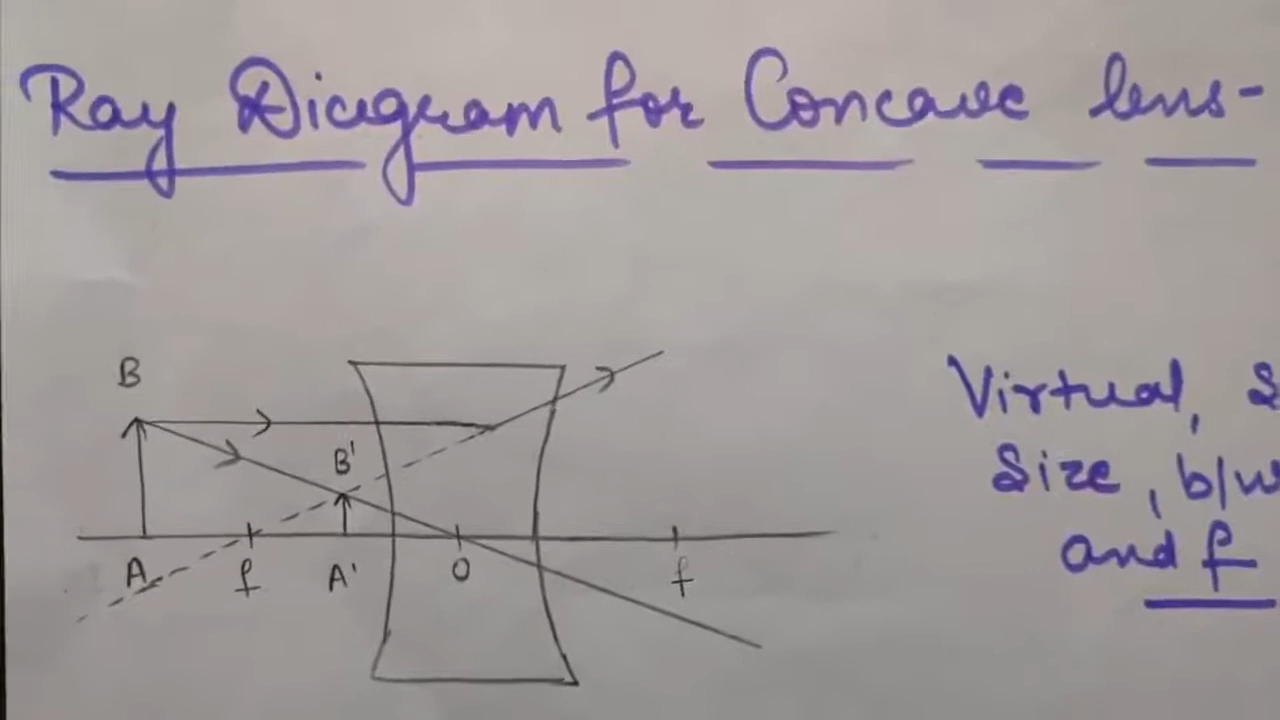 Ray Diagram for Concave lens-
B
B'
A f A' O f
Virtual,
Size, b/w
and f